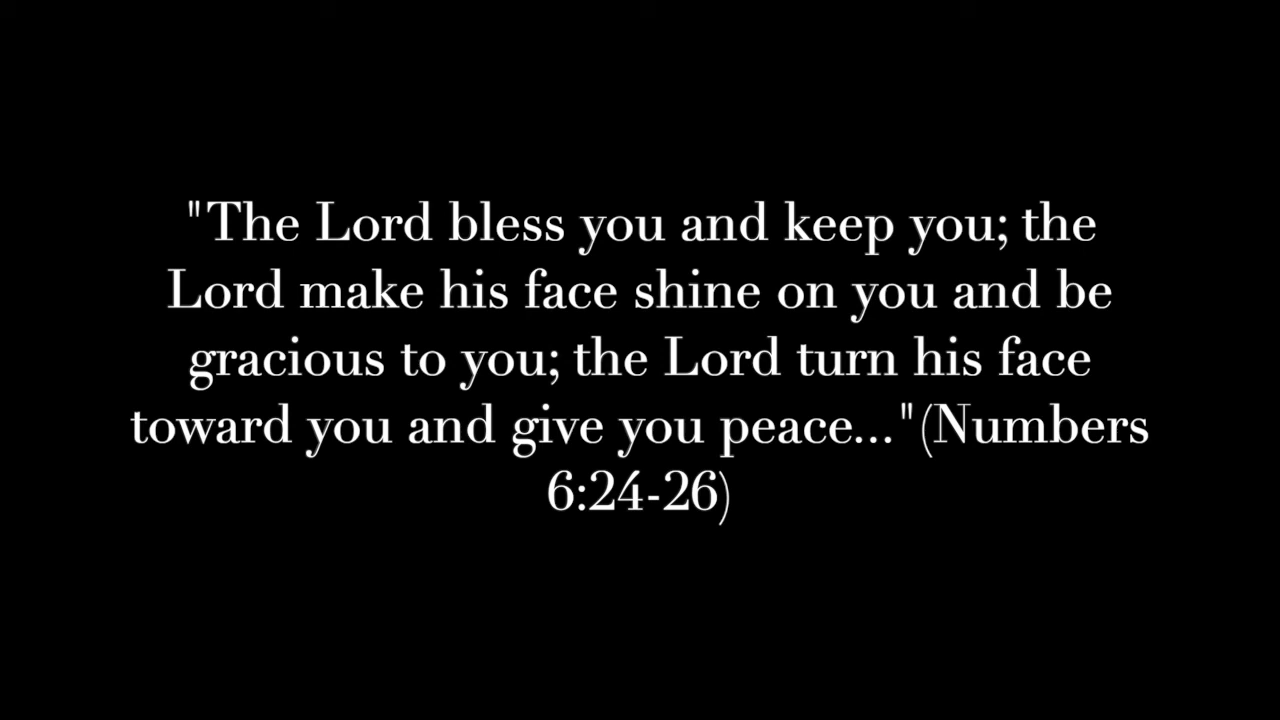 "The Lord bless you and keep you; the
Lord make his face shine on you and be
gracious to you; the Lord turn his face
toward you and give you peace..."(Numbers
6:24-26)